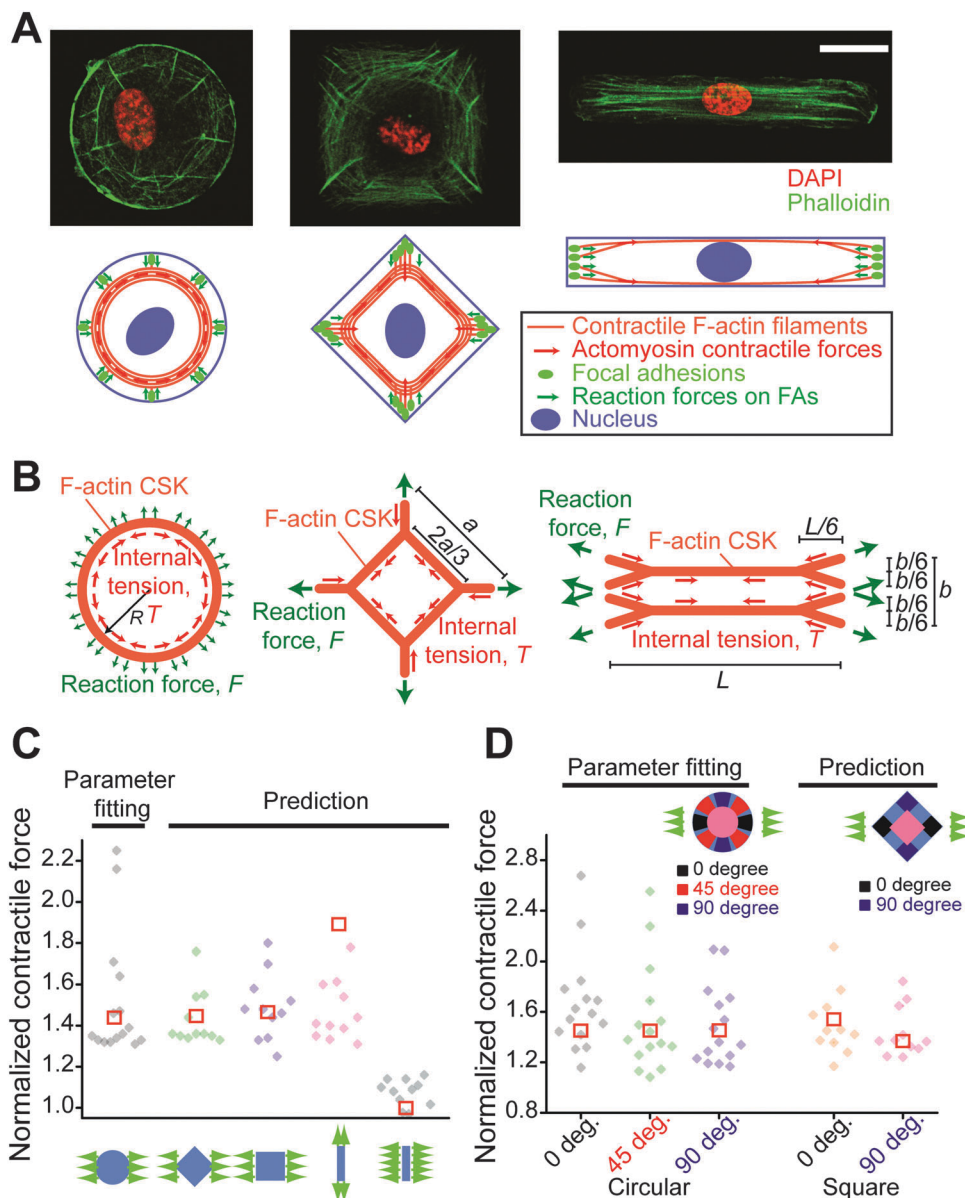 A
DAPI
Phalloidin
Contractile F-actin filaments
Actomyosin contractile forces
Focal adhesions
Reaction forces on FAs
Nucleus
B
F-actin CSK
Internal
tension,
R T
Reaction force, F
F-actin CSK
a
2a/3
Reaction
force, F
Internal
tension, T
Reaction
force, F
F-actin CSK
L/6
b/6
b/6
b/6
b/6
b
Internal tension, T
L
C
Parameter
fitting
Prediction
Normalized contractile force
2.2
2.0
1.8
1.6
1.4
1.2
1.0
D
Parameter fitting
Prediction
Normalized contractile force
2.8
2.4
2.0
1.6
1.2
0.8
0 degree
45 degree
90 degree
0 degree
90 degree
0 deg.
45 deg.
90 deg.
0 deg.
90 deg.
Circular
Square